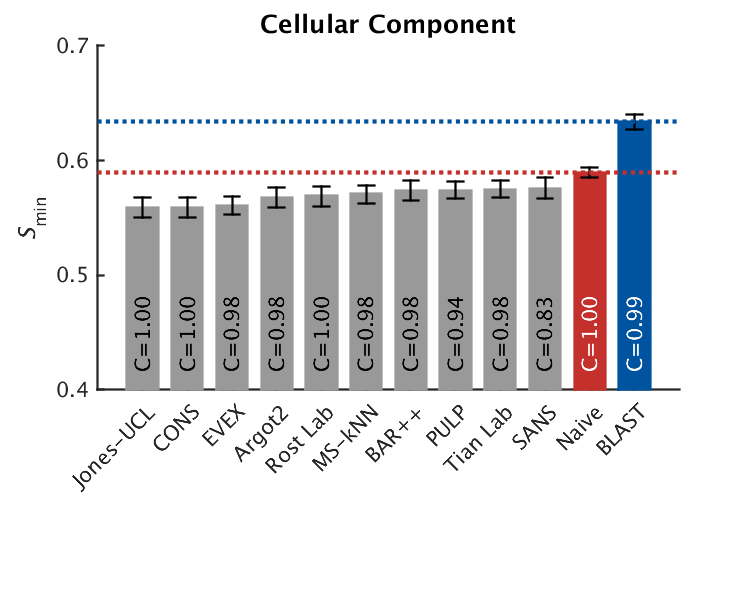 Cellular Component
0.7
0.6
0.5
0.4
Smin
C=1.00
C=1.00
C=0.98
C=0.98
C=1.00
C=0.98
C=0.98
C=0.94
C=0.98
C=0.83
C=1.00
C=0.99
Jones-UCL
CONS
EVEX
Argot2
Rost Lab
MS-kNN
BAR++
PULP
Tian Lab
SANS
Naive
BLAST